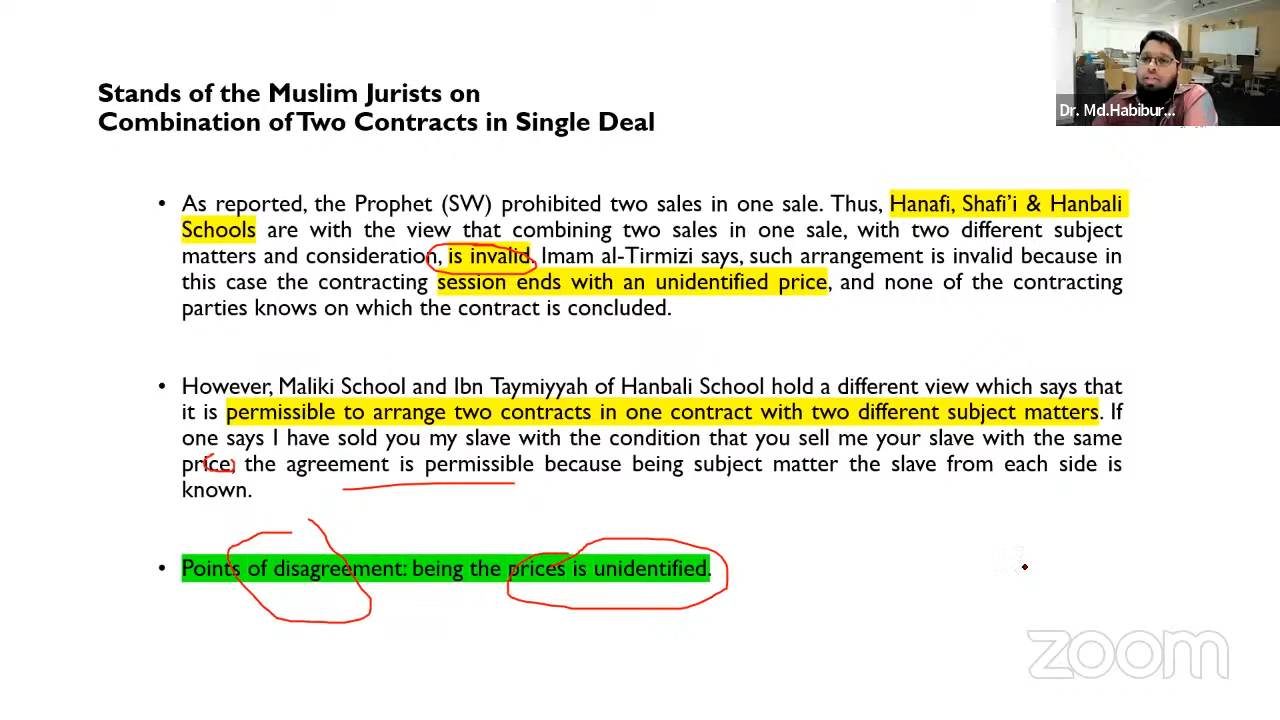 Stands of the Muslim Jurists on
Combination of Two Contracts in Single Deal
Dr. Md.Habibur...
• As reported, the Prophet (SW) prohibited two sales in one sale. Thus, Hanafi, Shafi'i & Hanbali
Schools are with the view that combining two sales in one sale, with two different subject
matters and consideration, is invalid. Imam al-Tirmizi says, such arrangement is invalid because in
this case the contracting session ends with an unidentified price, and none of the contracting
parties knows on which the contract is concluded.
• However, Maliki School and Ibn Taymiyyah of Hanbali School hold a different view which says that
it is permissible to arrange two contracts in one contract with two different subject matters. If
one says I have sold you my slave with the condition that you sell me your slave with the same
price, the agreement is permissible because being subject matter the slave from each side is
known.
• Points of disagreement: being the prices is unidentified.
zoom